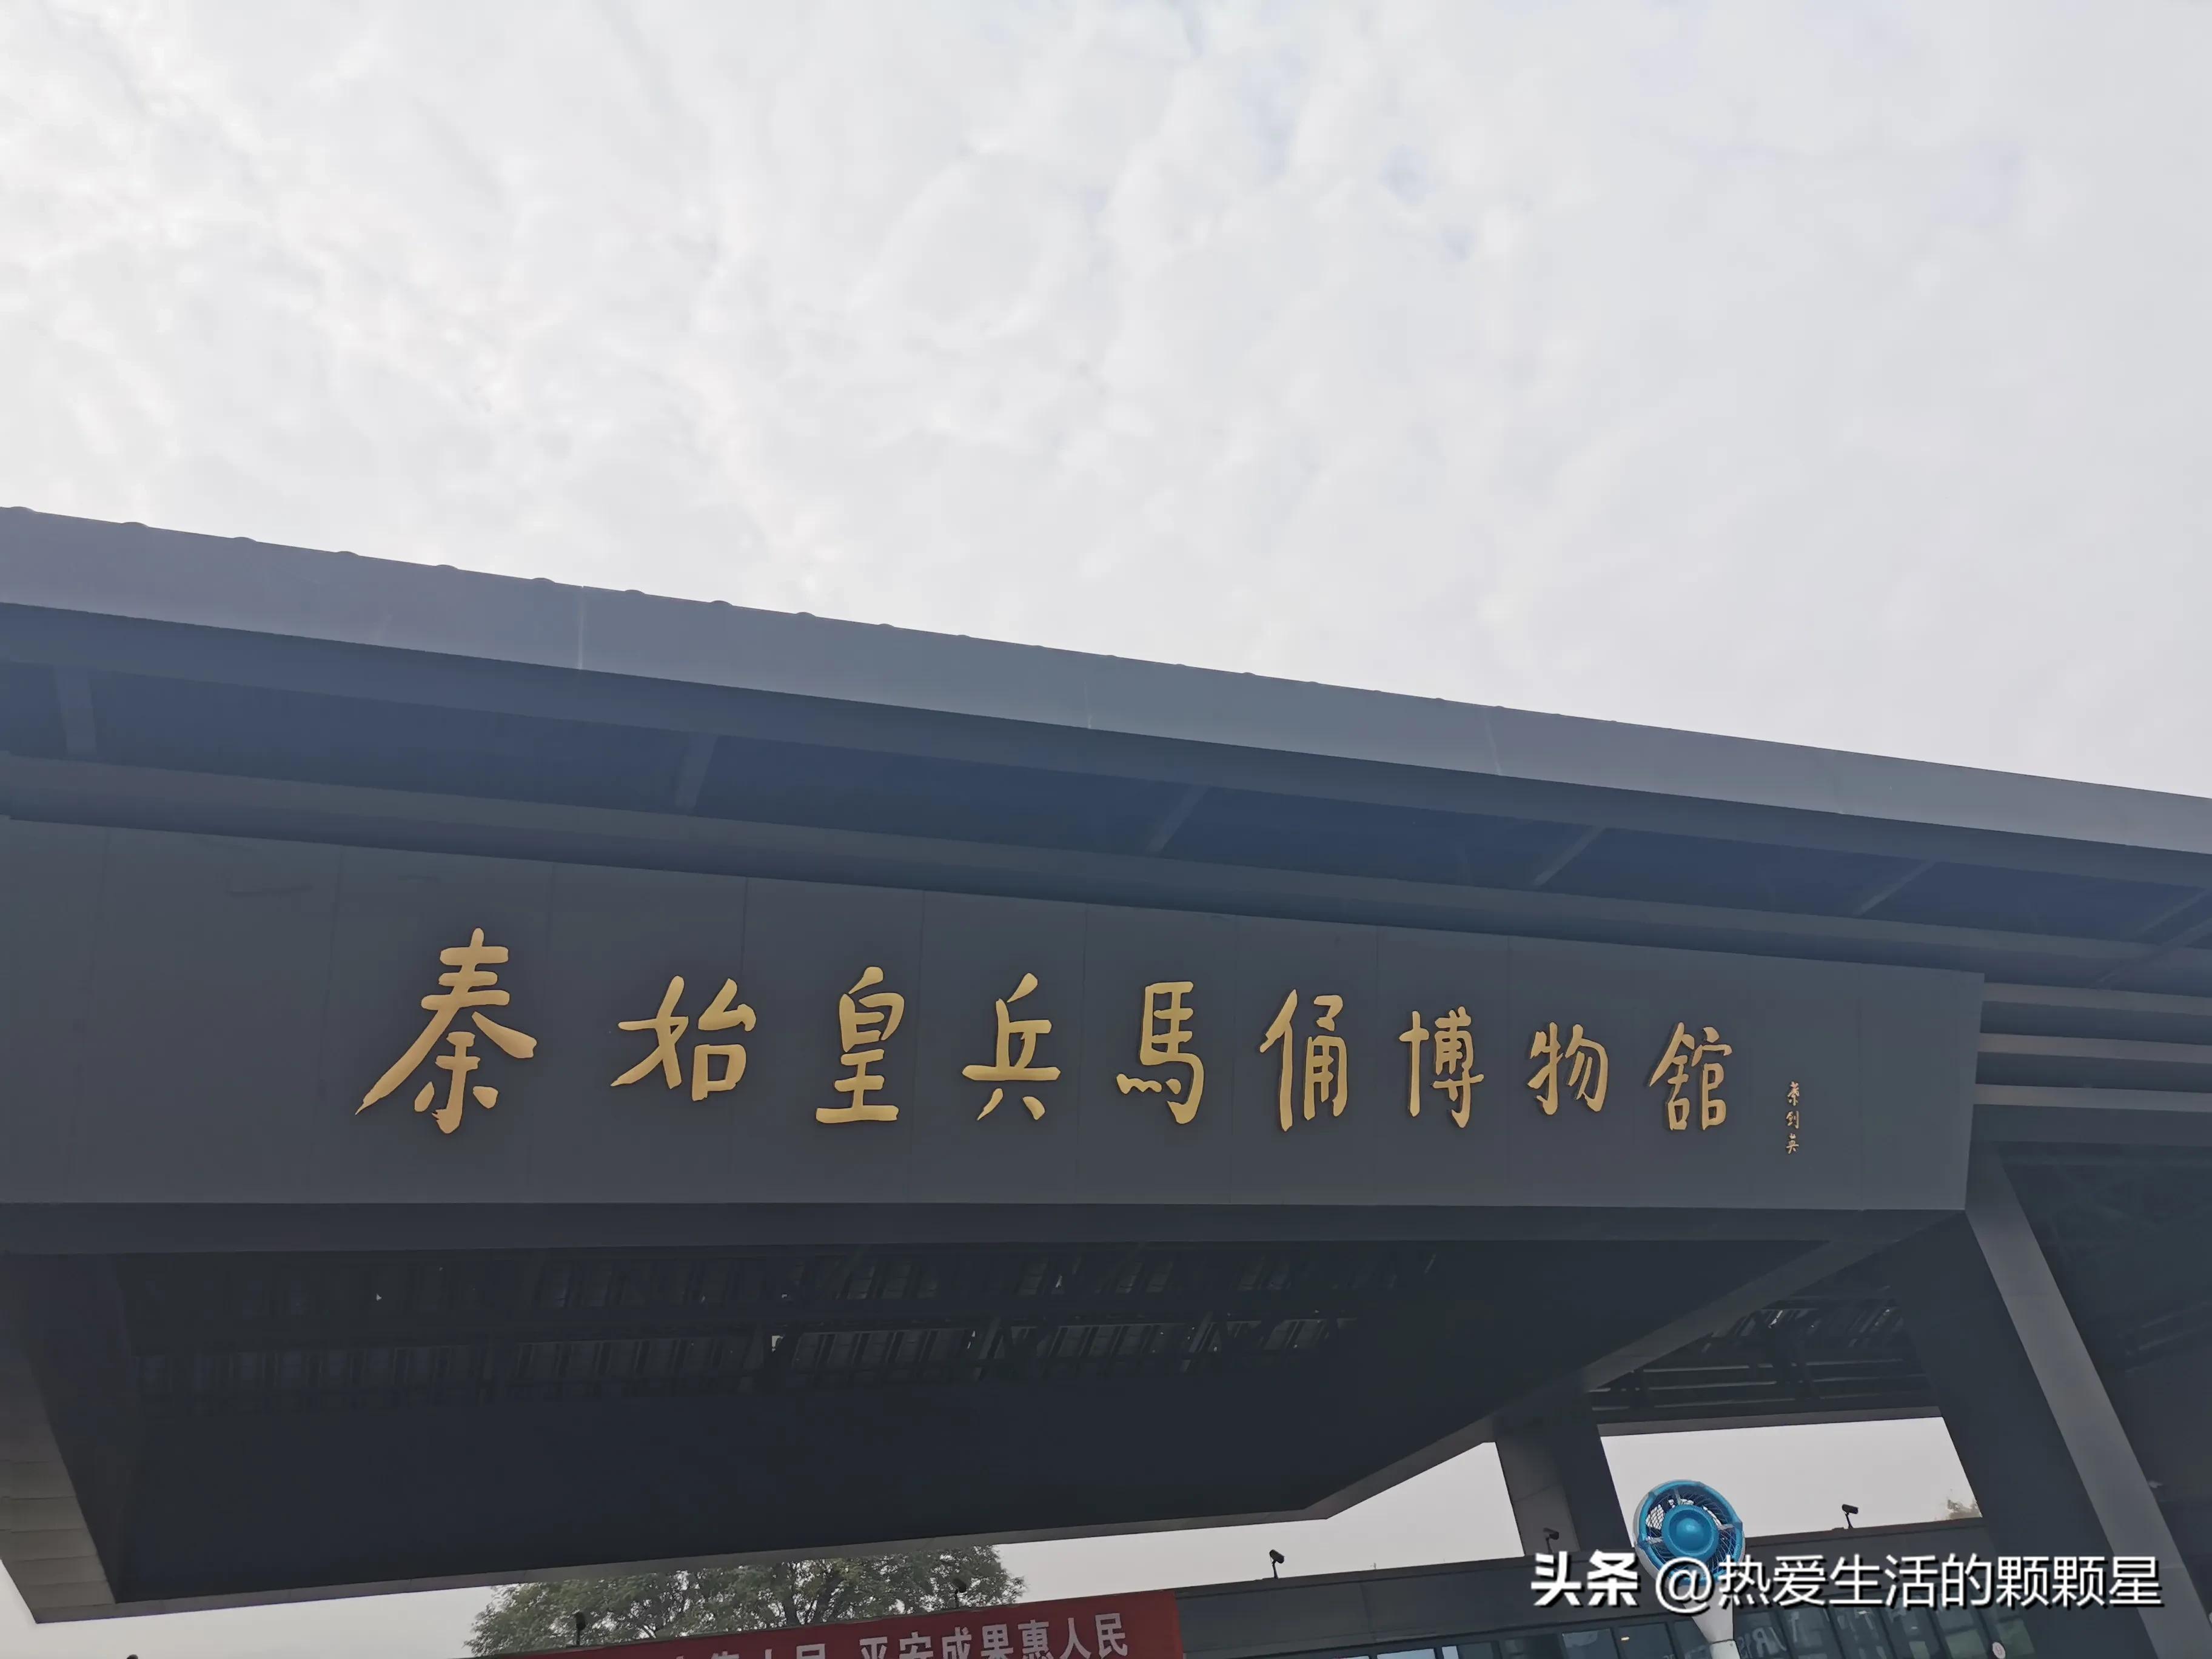 秦始皇兵馬俑博物館
平安成果惠人民
头条 @热爱生活的颗颗星